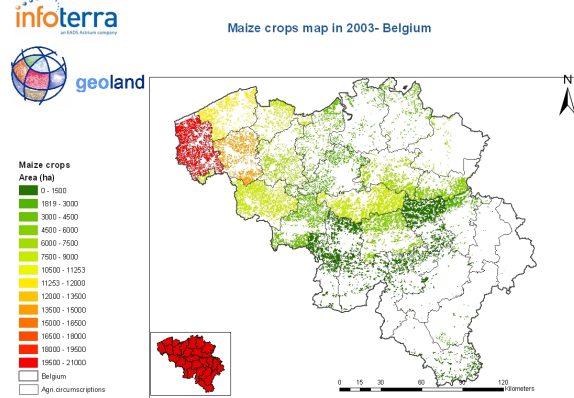 infoterra
an EADS Astrium company
Maize crops map in 2003- Belgium
geoland
N
Maize crops
Area (ha)
0 - 1500
1819 - 3000
3000 - 4500
4500 - 6000
6000 - 7500
7500 - 9000
10500 - 11253
11253 - 12000
12000 - 13500
13500 - 15000
15000 - 16500
16500 - 18000
18000 - 19500
19500 - 21000
Belgium
Agri.circumscriptions
0 15 30 60 90 120
Kilometers